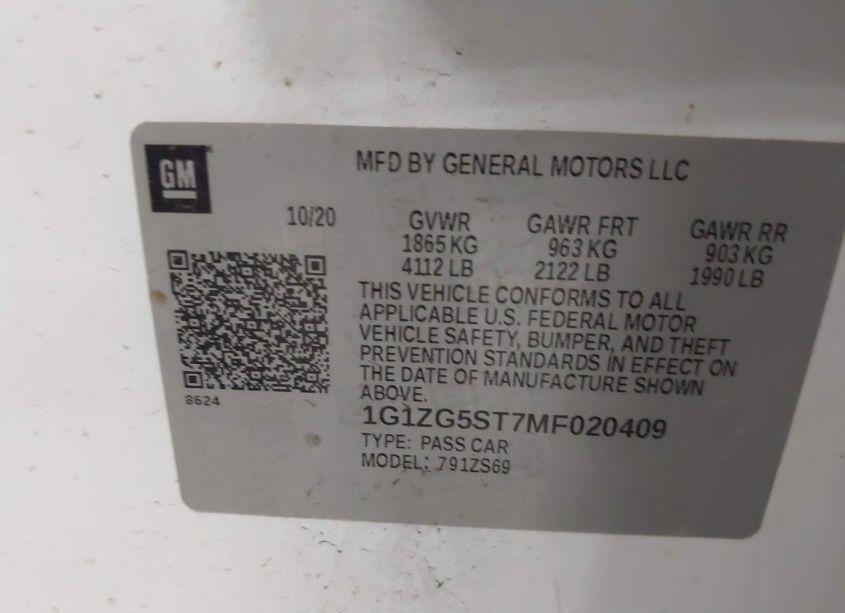 GM
MFD BY GENERAL MOTORS LLC
10/20 GVWR GAWR FRT GAWR RR
1865 KG 963 KG 903 KG
4112 LB 2122 LB 1990 LB
THIS VEHICLE CONFORMS TO ALL
APPLICABLE U.S. FEDERAL MOTOR
VEHICLE SAFETY, BUMPER, AND THEFT
PREVENTION STANDARDS IN EFFECT ON
THE DATE OF MANUFACTURE SHOWN
ABOVE.
8624
1G1ZG5ST7MF020409
TYPE: PASS CAR
MODEL: 791ZS69